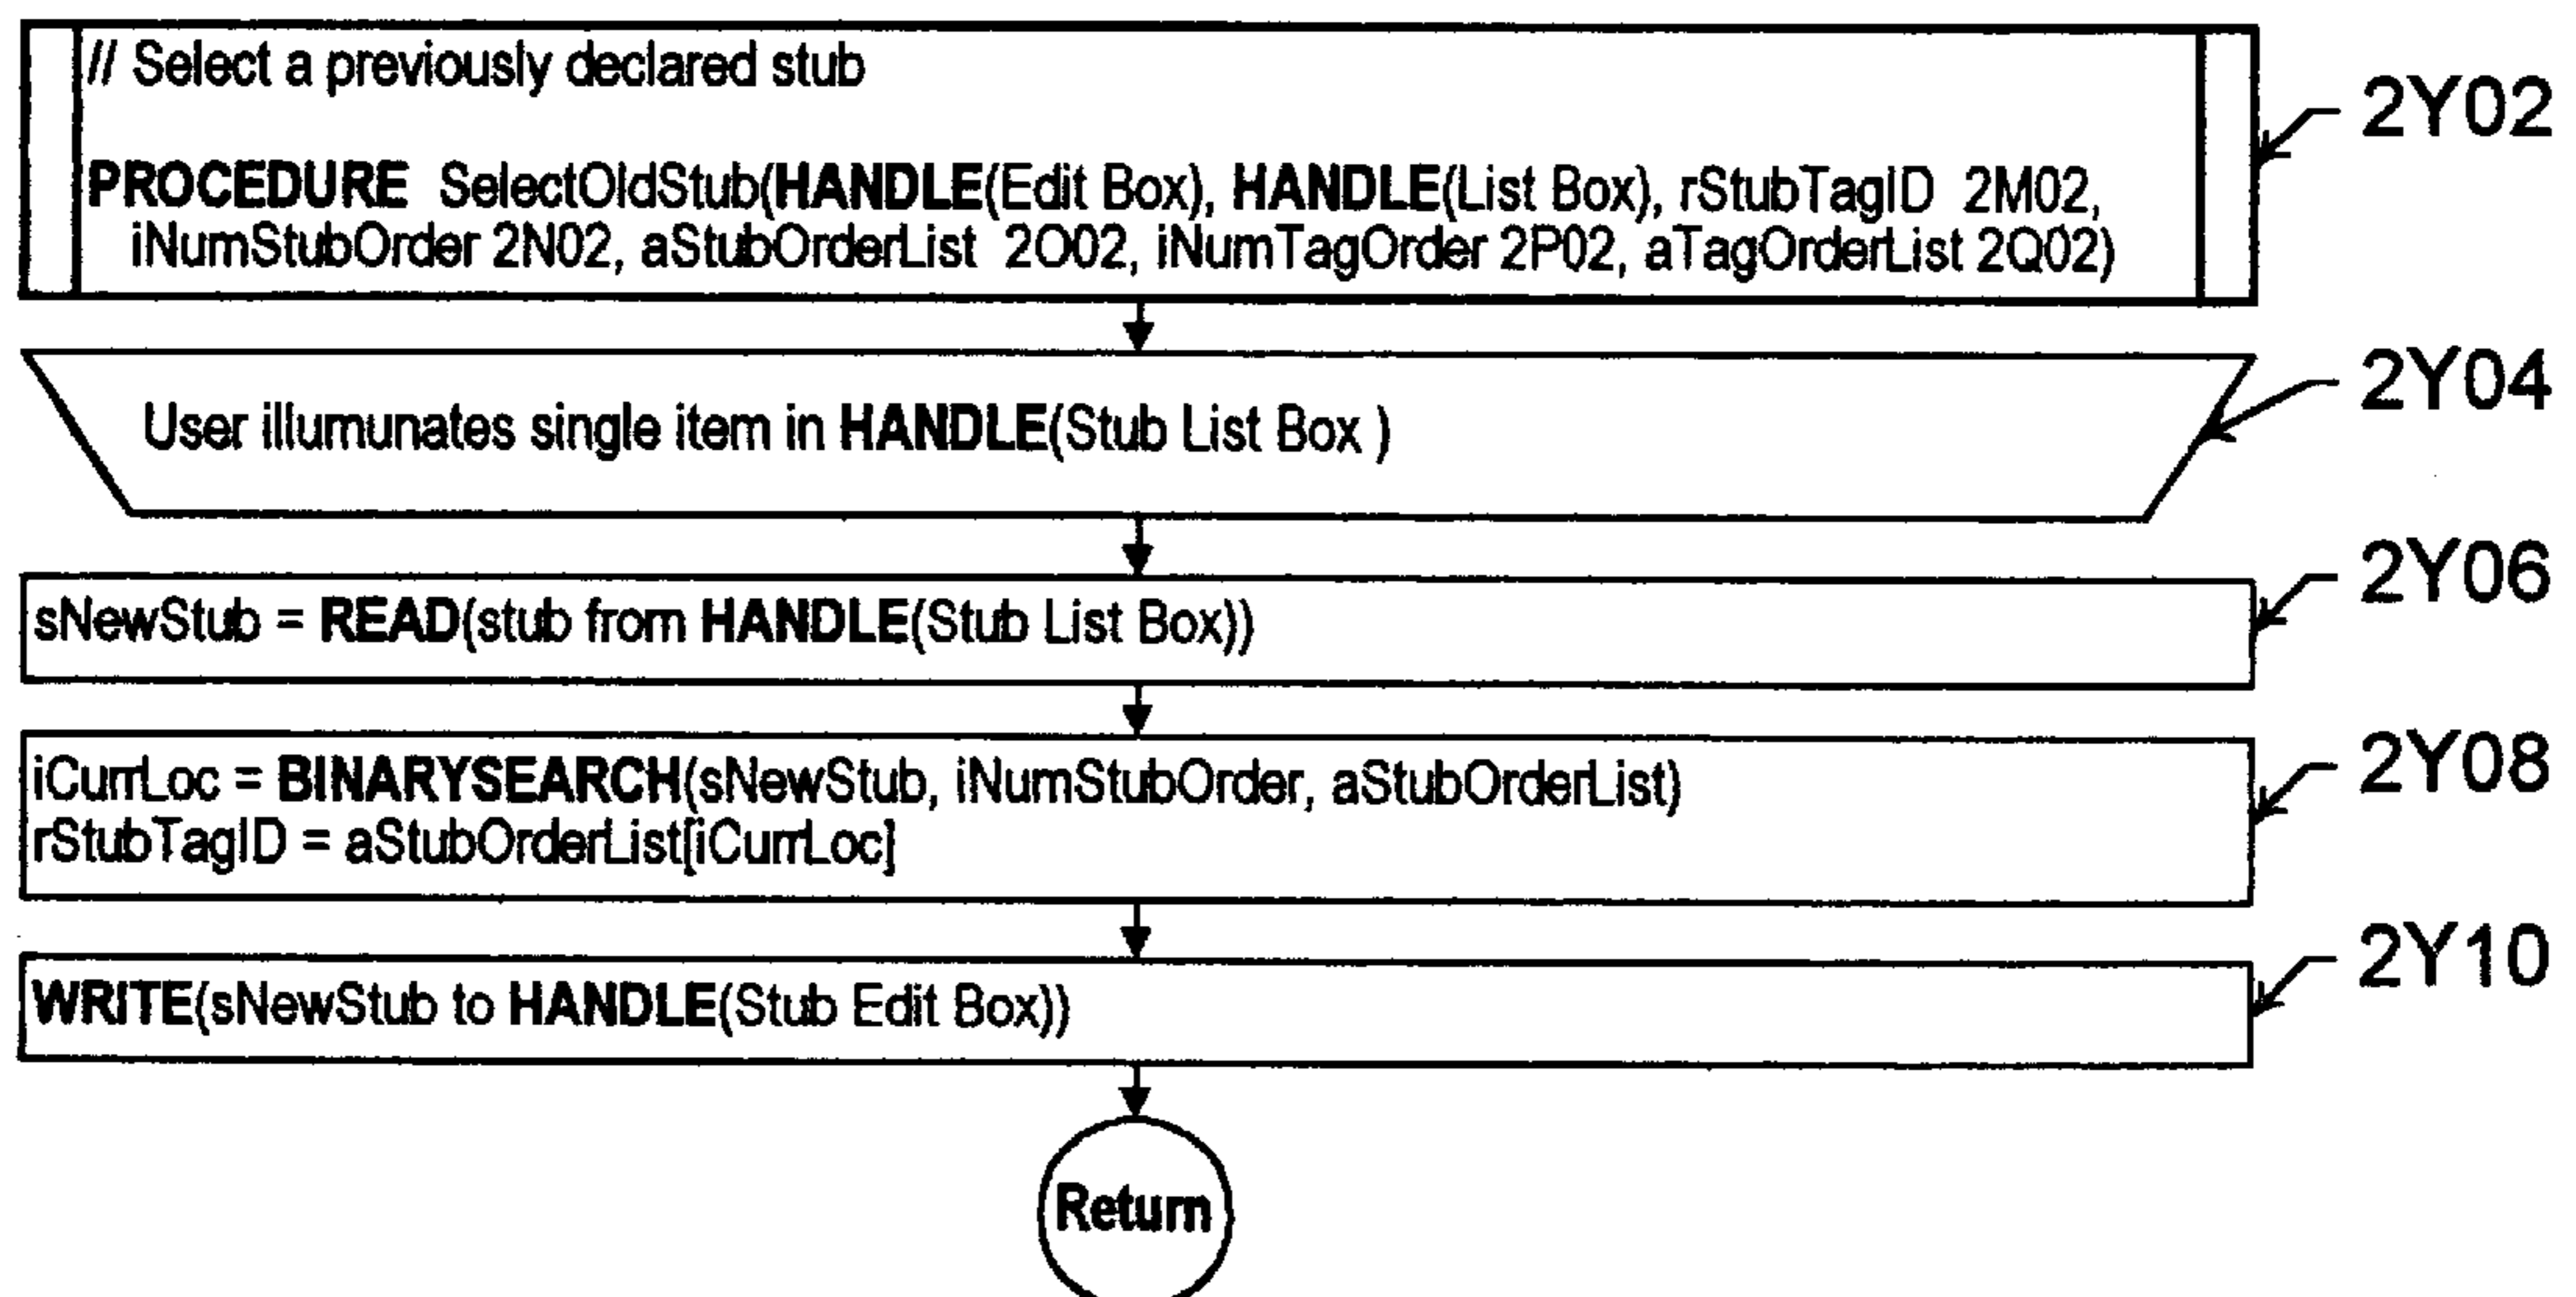 // Select a previously declared stub
2Y02
PROCEDURE SelectOldStub(HANDLE(Edit Box), HANDLE(List Box), rStubTagID 2M02,
iNumStubOrder 2N02, aStubOrderList 2O02, iNumTagOrder 2P02, aTagOrderList 2Q02)
2Y04
User illumunates single item in HANDLE(Stub List Box )
2Y06
sNewStub = READ(stub from HANDLE(Stub List Box))
2Y08
iCurrLoc = BINARYSEARCH(sNewStub, iNumStubOrder, aStubOrderList)
rStubTagID = aStubOrderList[iCurrLoc]
2Y10
WRITE(sNewStub to HANDLE(Stub Edit Box))
Return